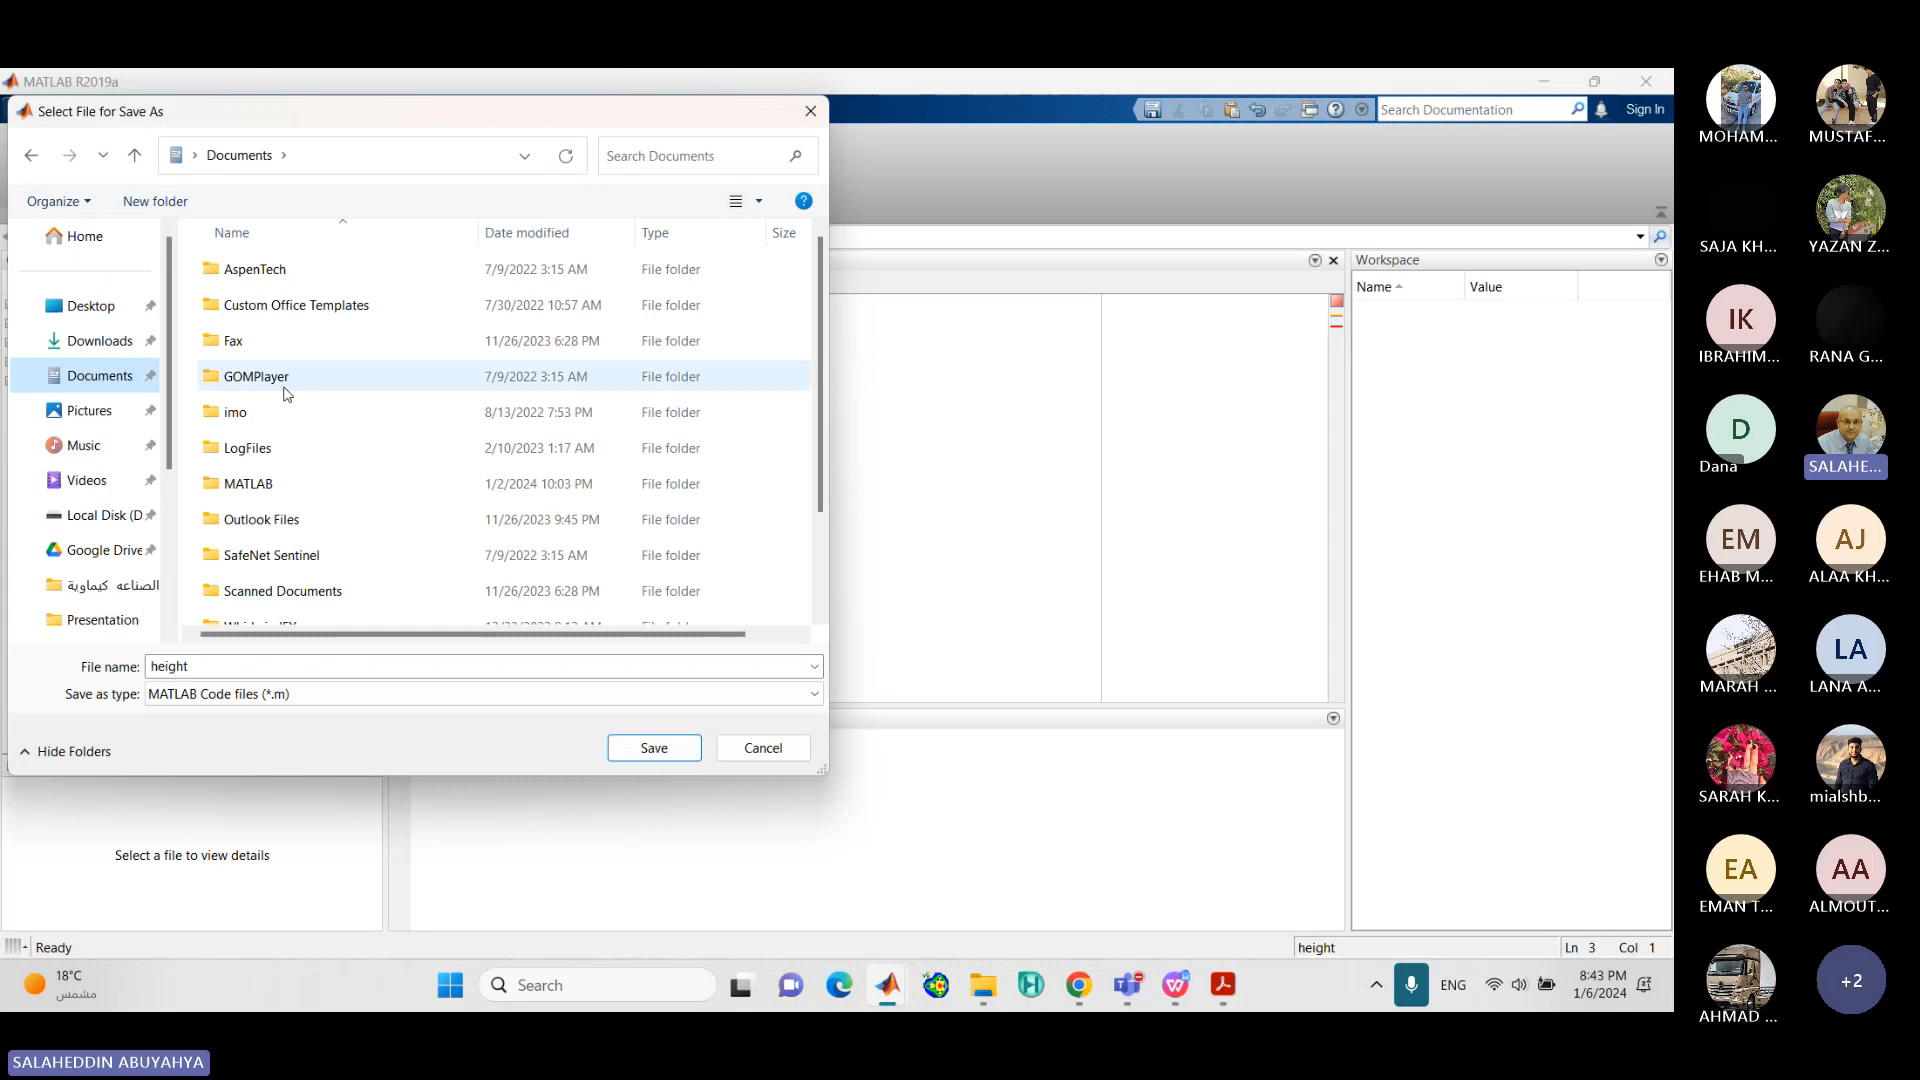 MATLAB R2019a
Select File for Save As
Search Documentation
Sign In
Documents
Search Documents
Organize
New folder
Name
Date modified
Type
Size
Home
Desktop
Downloads
Documents
Pictures
Music
Videos
Local Disk (D
Google Drive
الصناعه كيماوية
Presentation
AspenTech 7/9/2022 3:15 AM File folder
Custom Office Templates 7/30/2022 10:57 AM File folder
Fax 11/26/2023 6:28 PM File folder
GOMPlayer 7/9/2022 3:15 AM File folder
imo 8/13/2022 7:53 PM File folder
LogFiles 2/10/2023 1:17 AM File folder
MATLAB 1/2/2024 10:03 PM File folder
Outlook Files 11/26/2023 9:45 PM File folder
SafeNet Sentinel 7/9/2022 3:15 AM File folder
Scanned Documents 11/26/2023 6:28 PM File folder
File name: height
Save as type: MATLAB Code files (*.m)
Hide Folders
Save
Cancel
Workspace
Name
Value
Select a file to view details
Ready
height
Ln 3 Col 1
18°C
مشمس
Search
ENG
8:43 PM
1/6/2024
SALAHEDDIN ABUYAHYA
MOHAM...
MUSTAF...
SAJA KH...
YAZAN Z...
IK
IBRAHIM...
RANA G...
D
Dana
SALAHE...
EM
EHAB M...
AJ
ALAA KH...
MARAH ...
LA
LANA A...
SARAH K...
mialshb...
EA
EMAN T...
AA
ALMOUT...
AHMAD ...
+2